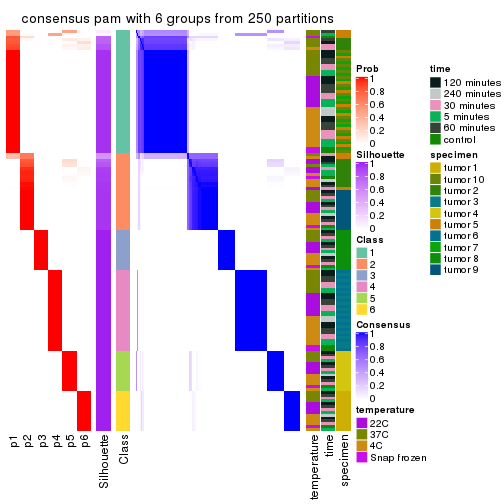 consensus pam with 6 groups from 250 partitions
Prob
1
0.8
0.6
0.4
0.2
0
Silhouette
1
0.8
0.6
0.4
0.2
0
Class
1
2
3
4
5
6
Consensus
1
0.8
0.6
0.4
0.2
0
temperature
22C
37C
4C
Snap frozen
time
120 minutes
240 minutes
30 minutes
5 minutes
60 minutes
control
specimen
tumor 1
tumor 10
tumor 2
tumor 3
tumor 4
tumor 5
tumor 6
tumor 7
tumor 8
tumor 9
p1
p2
p3
p4
p5
p6
Silhouette
Class
temperature
time
specimen